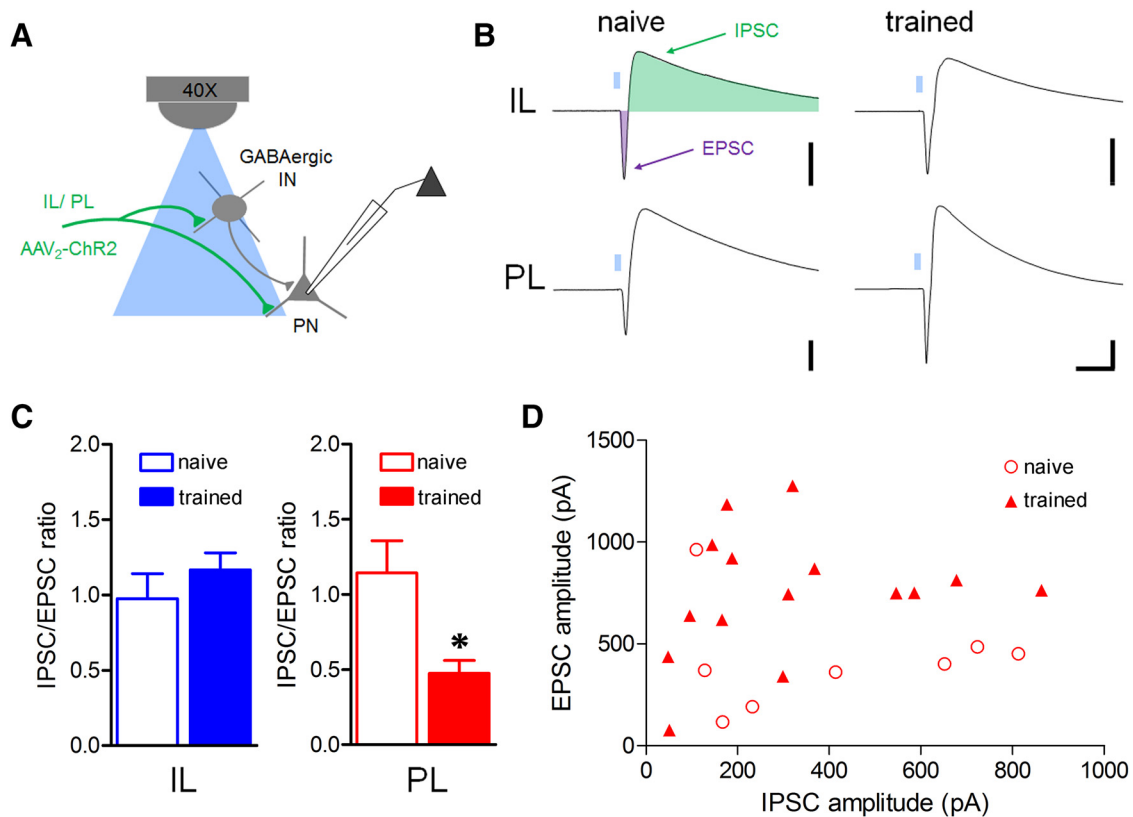 A
40X
GABAergic
IN
IL/ PL
AAV₂-ChR2
PN
B
naive
trained
IPSC
IL
EPSC
PL
C
2.0
1.5
1.0
0.5
0.0
IPSC/EPSC ratio
naive
trained
IL
2.0
1.5
1.0
0.5
0.0
IPSC/EPSC ratio
naive
trained
*
PL
D
1500
1000
500
0
EPSC amplitude (pA)
naive
trained
0 200 400 600 800 1000
IPSC amplitude (pA)